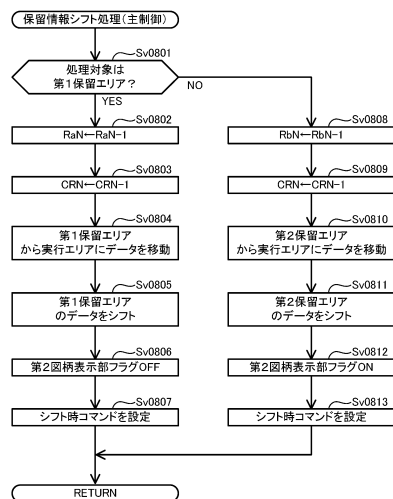 保留情報シフト処理(主制御)
Sv0801
処理対象は
第1保留エリア?
YES
NO
Sv0802
RaN←RaN-1
Sv0803
CRN←CRN-1
Sv0804
第1保留エリア
から実行エリアにデータを移動
Sv0805
第1保留エリア
のデータをシフト
Sv0806
第2図柄表示部フラグOFF
Sv0807
シフト時コマンドを設定
Sv0808
RbN←RbN-1
Sv0809
CRN←CRN-1
Sv0810
第2保留エリア
から実行エリアにデータを移動
Sv0811
第2保留エリア
のデータをシフト
Sv0812
第2図柄表示部フラグON
Sv0813
シフト時コマンドを設定
RETURN